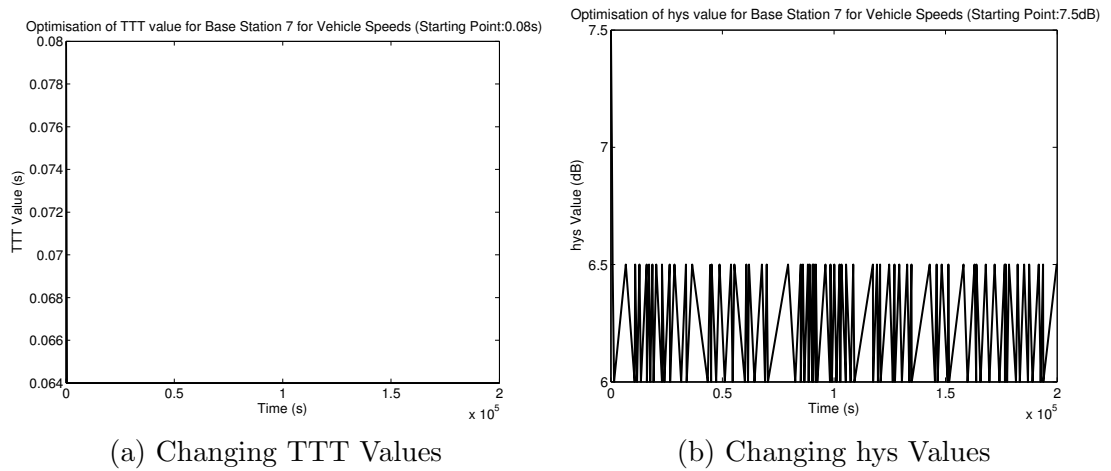 Optimisation of TTT value for Base Station 7 for Vehicle Speeds (Starting Point:0.08s)
0.08
0.078
0.076
0.074
0.072
0.07
0.068
0.066
0.064
TTT Value (s)
0
0.5
1
1.5
2
Time (s)
x 10^5
(a) Changing TTT Values
Optimisation of hys value for Base Station 7 for Vehicle Speeds (Starting Point:7.5dB)
7.5
7
6.5
6
hys Value (dB)
0
0.5
1
1.5
2
Time (s)
x 10^5
(b) Changing hys Values